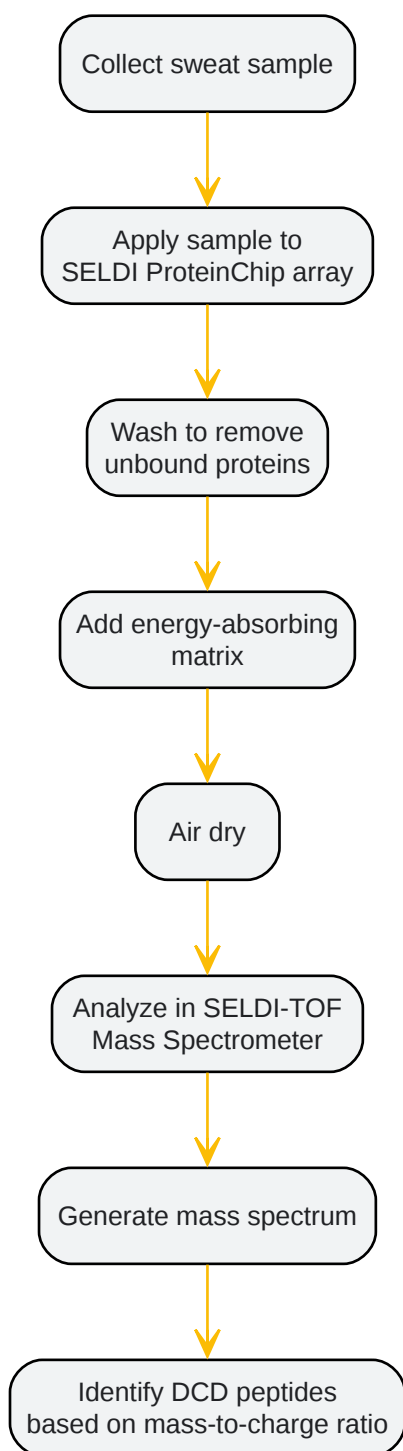 Collect sweat sample
Apply sample to
SELDI ProteinChip array
Wash to remove
unbound proteins
Add energy-absorbing
matrix
Air dry
Analyze in SELDI-TOF
Mass Spectrometer
Generate mass spectrum
Identify DCD peptides
based on mass-to-charge ratio